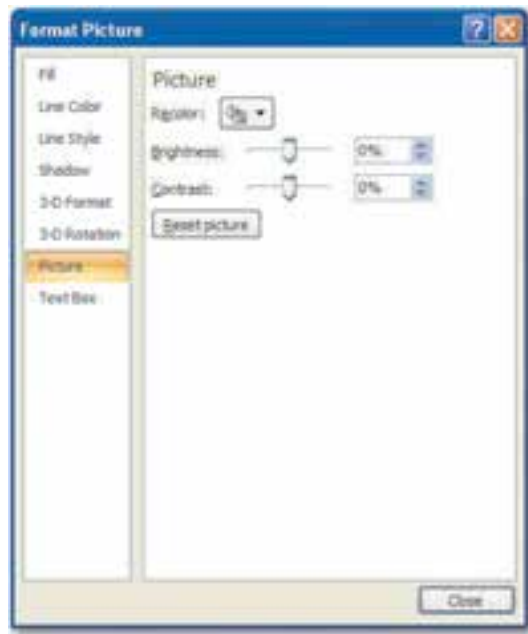 Format Picture
Fill
Line Color
Line Style
Shadow
3-D Format
3-D Rotation
Picture
Text Box
Picture
Recolor:
Brightness: 0%
Contrast: 0%
Reset picture
Close